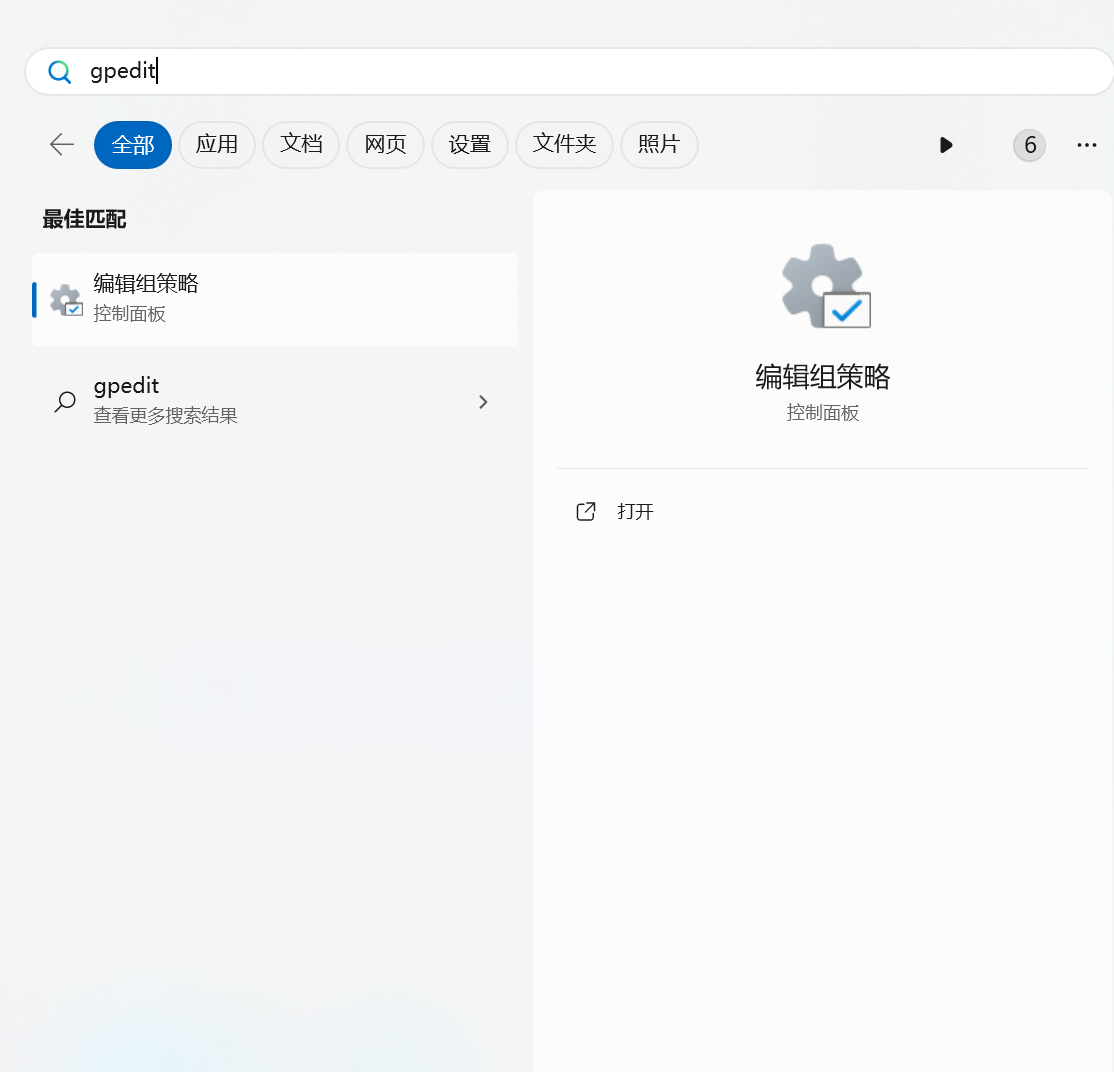 gpedit
全部
应用
文档
网页
设置
文件夹
照片
6
最佳匹配
编辑组策略
控制面板
gpedit
查看更多搜索结果
编辑组策略
控制面板
打开